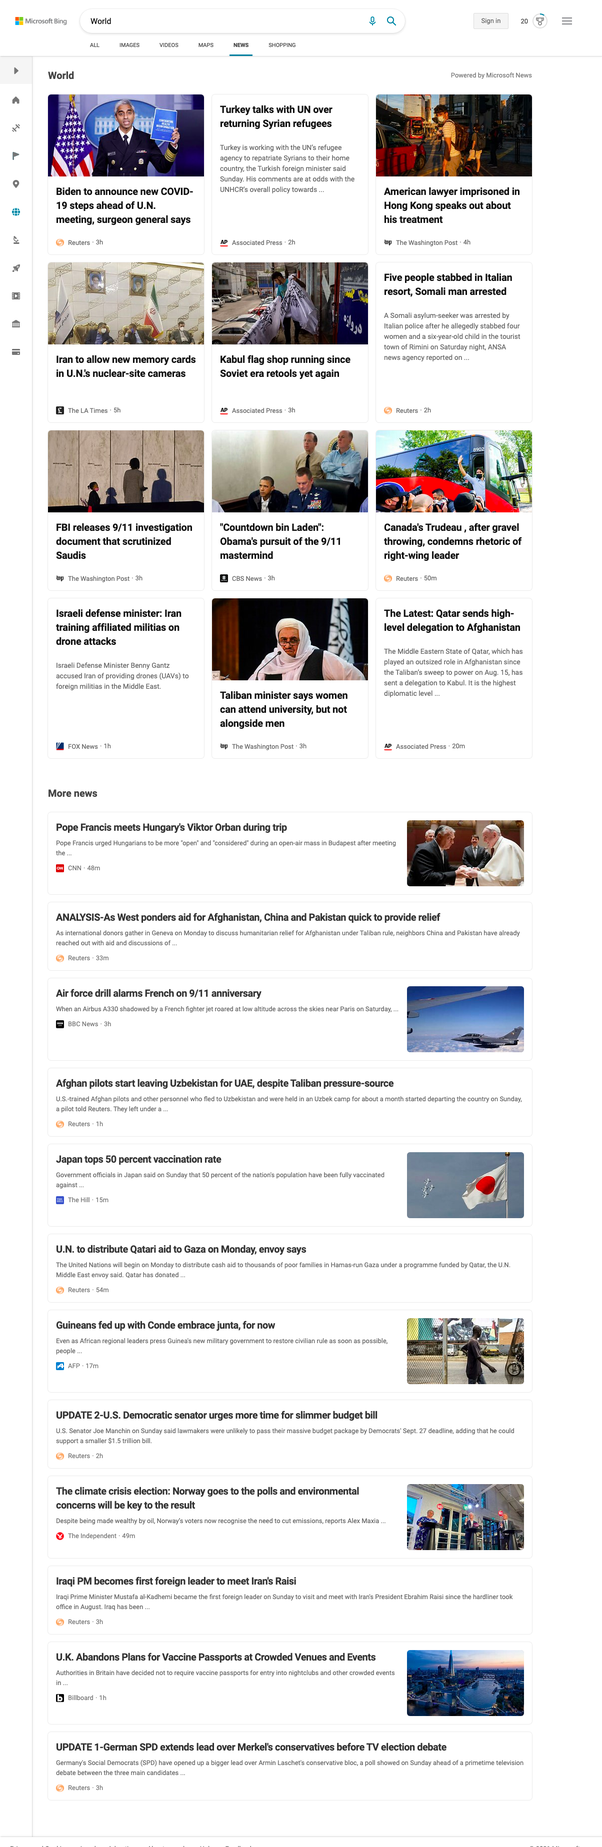 Microsoft Bing
World
Sign in
20
ALL IMAGES VIDEOS MAPS NEWS SHOPPING
World
Powered by Microsoft News
Biden to announce new COVID-
19 steps ahead of U.N.
meeting, surgeon general says
Reuters · 3h
Turkey talks with UN over
returning Syrian refugees
Turkey is working with the UN's refugee
agency to repatriate Syrians to their home
country, the Turkish foreign minister said
Sunday. His comments are at odds with the
UNHCR's overall policy towards ...
AP Associated Press · 2h
American lawyer imprisoned in
Hong Kong speaks out about
his treatment
wp The Washington Post · 4h
Iran to allow new memory cards
in U.N.'s nuclear-site cameras
The LA Times · 5h
Kabul flag shop running since
Soviet era retools yet again
AP Associated Press · 3h
Five people stabbed in Italian
resort, Somali man arrested
A Somali asylum-seeker was arrested by
Italian police after he allegedly stabbed four
women and a six-year-old child in the tourist
town of Rimini on Saturday night, ANSA
news agency reported on ...
Reuters · 2h
FBI releases 9/11 investigation
document that scrutinized
Saudis
wp The Washington Post · 3h
"Countdown bin Laden":
Obama's pursuit of the 9/11
mastermind
CBS News · 3h
Canada's Trudeau , after gravel
throwing, condemns rhetoric of
right-wing leader
Reuters · 50m
Israeli defense minister: Iran
training affiliated militias on
drone attacks
Israeli Defense Minister Benny Gantz
accused Iran of providing drones (UAVs) to
foreign militias in the Middle East.
FOX News · 1h
Taliban minister says women
can attend university, but not
alongside men
wp The Washington Post · 3h
The Latest: Qatar sends high-
level delegation to Afghanistan
The Middle Eastern State of Qatar, which has
played an outsized role in Afghanistan since
the Taliban's sweep to power on Aug. 15, has
sent a delegation to Kabul. It is the highest
diplomatic level ...
AP Associated Press · 20m
More news
Pope Francis meets Hungary's Viktor Orban during trip
Pope Francis urged Hungarians to be more "open" and "considered" during an open-air mass in Budapest after meeting
the ...
CNN CNN · 48m
ANALYSIS-As West ponders aid for Afghanistan, China and Pakistan quick to provide relief
As international donors gather in Geneva on Monday to discuss humanitarian relief for Afghanistan under Taliban rule, neighbors China and Pakistan have already
reached out with aid and discussions of ...
Reuters · 33m
Air force drill alarms French on 9/11 anniversary
When an Airbus A330 shadowed by a French fighter jet roared at low altitude across the skies near Paris on Saturday, ...
BBC News · 3h
Afghan pilots start leaving Uzbekistan for UAE, despite Taliban pressure-source
U.S.-trained Afghan pilots and other personnel who fled to Uzbekistan and were held in an Uzbek camp for about a month started departing the country on Sunday,
a pilot told Reuters. They left under a ...
Reuters · 1h
Japan tops 50 percent vaccination rate
Government officials in Japan said on Sunday that 50 percent of the nation's population have been fully vaccinated
against ...
The Hill · 15m
U.N. to distribute Qatari aid to Gaza on Monday, envoy says
The United Nations will begin on Monday to distribute cash aid to thousands of poor families in Hamas-run Gaza under a programme funded by Qatar, the U.N.
Middle East envoy said. Qatar has donated ...
Reuters · 54m
Guineans fed up with Conde embrace junta, for now
Even as African regional leaders press Guinea's new military government to restore civilian rule as soon as possible,
people ...
AFP · 17m
UPDATE 2-U.S. Democratic senator urges more time for slimmer budget bill
U.S. Senator Joe Manchin on Sunday said lawmakers were unlikely to pass their massive budget package by Democrats' Sept. 27 deadline, adding that he could
support a smaller $1.5 trillion bill.
Reuters · 2h
The climate crisis election: Norway goes to the polls and environmental
concerns will be key to the result
Despite being made wealthy by oil, Norway's voters now recognise the need to cut emissions, reports Alex Maxia ...
The Independent · 49m
Iraqi PM becomes first foreign leader to meet Iran's Raisi
Iraqi Prime Minister Mustafa al-Kadhemi became the first foreign leader on Sunday to visit and meet with Iran's President Ebrahim Raisi since the hardliner took
office in August. Iraq has been ...
Reuters · 3h
U.K. Abandons Plans for Vaccine Passports at Crowded Venues and Events
Authorities in Britain have decided not to require vaccine passports for entry into nightclubs and other crowded events
in ...
Billboard · 1h
UPDATE 1-German SPD extends lead over Merkel's conservatives before TV election debate
Germany's Social Democrats (SPD) have opened up a bigger lead over Armin Laschet's conservative bloc, a poll showed on Sunday ahead of a primetime television
debate between the three main candidates ...
Reuters · 3h